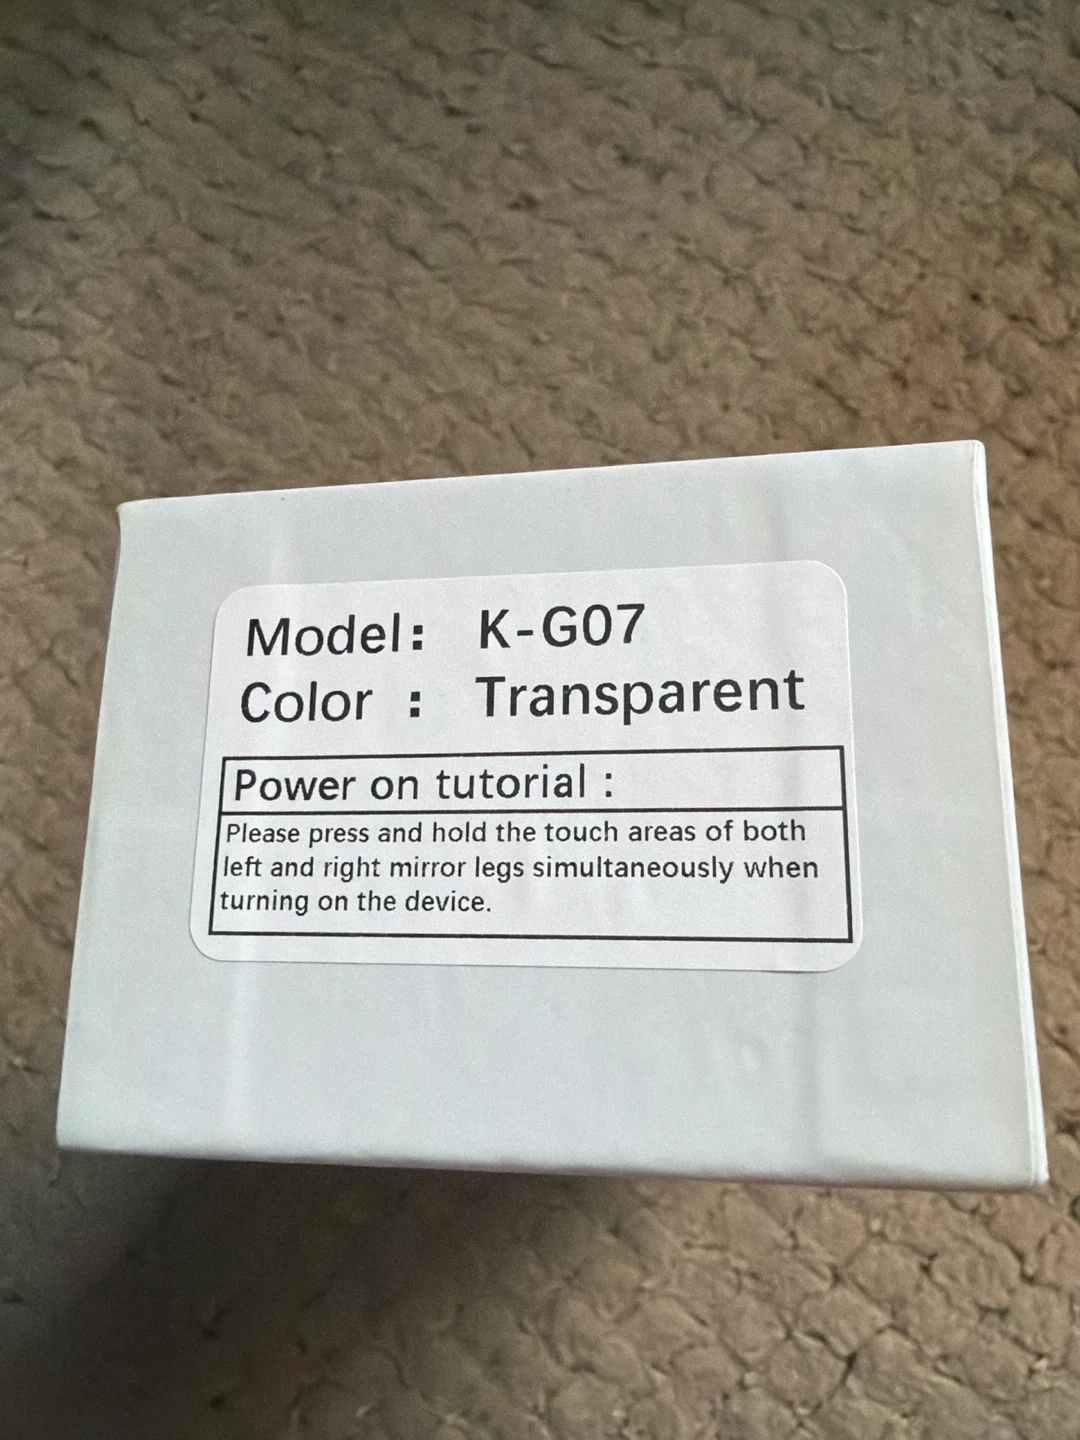 Model: K-G07
Color : Transparent
Power on tutorial :
Please press and hold the touch areas of both
left and right mirror legs simultaneously when
turning on the device.